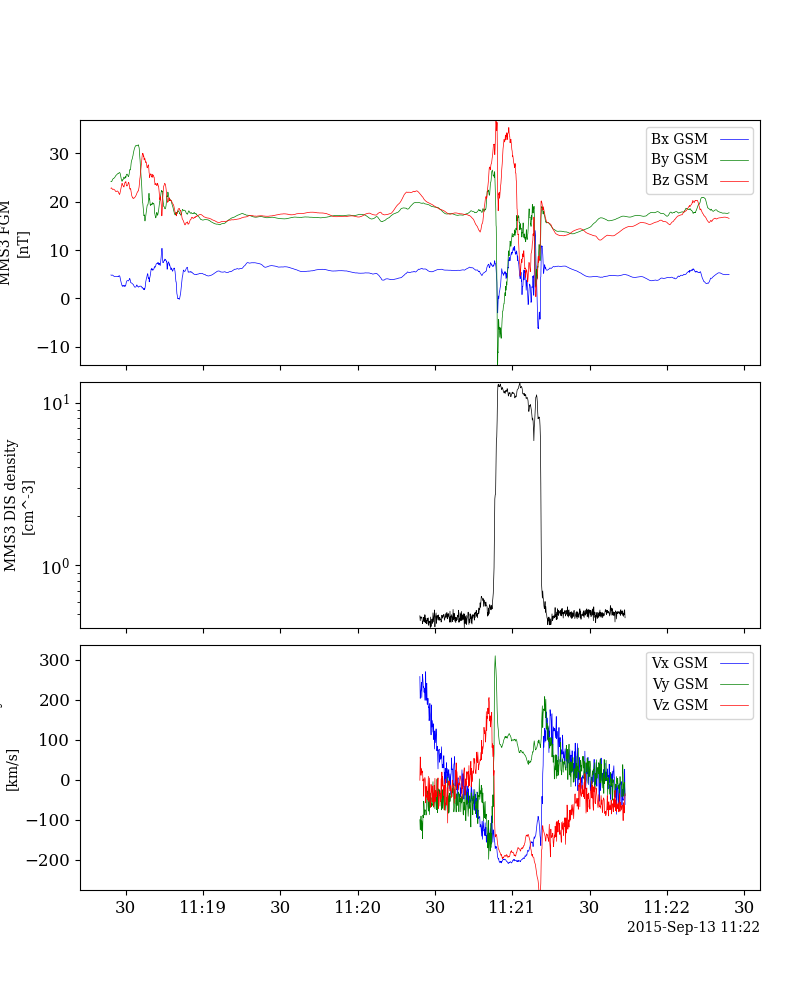 Bx GSM
By GSM
Bz GSM
30
20
10
0
−10
MMS3 FGM
[nT]
10^1
10^0
MMS3 DIS density
[cm^-3]
Vx GSM
Vy GSM
Vz GSM
300
200
100
0
−100
−200
[km/s]
30 11:19 30 11:20 30 11:21 30 11:22 30
2015-Sep-13 11:22